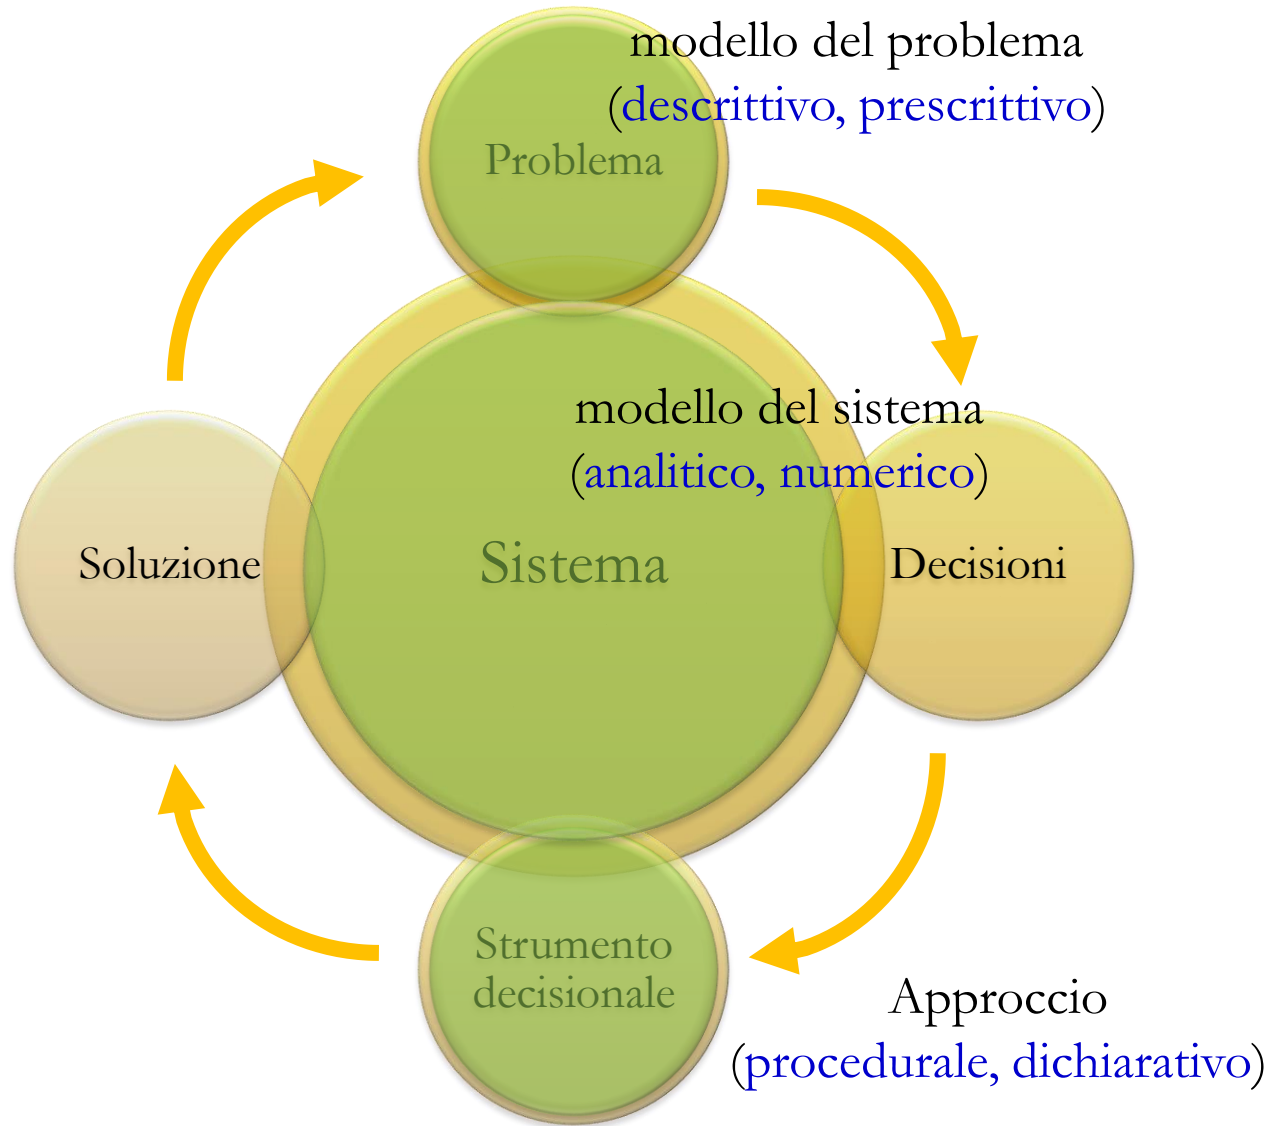 modello del problema
(descrittivo, prescrittivo)
Problema
modello del sistema
(analitico, numerico)
Soluzione
Sistema
Decisioni
Strumento
decisionale
Approccio
(procedurale, dichiarativo)